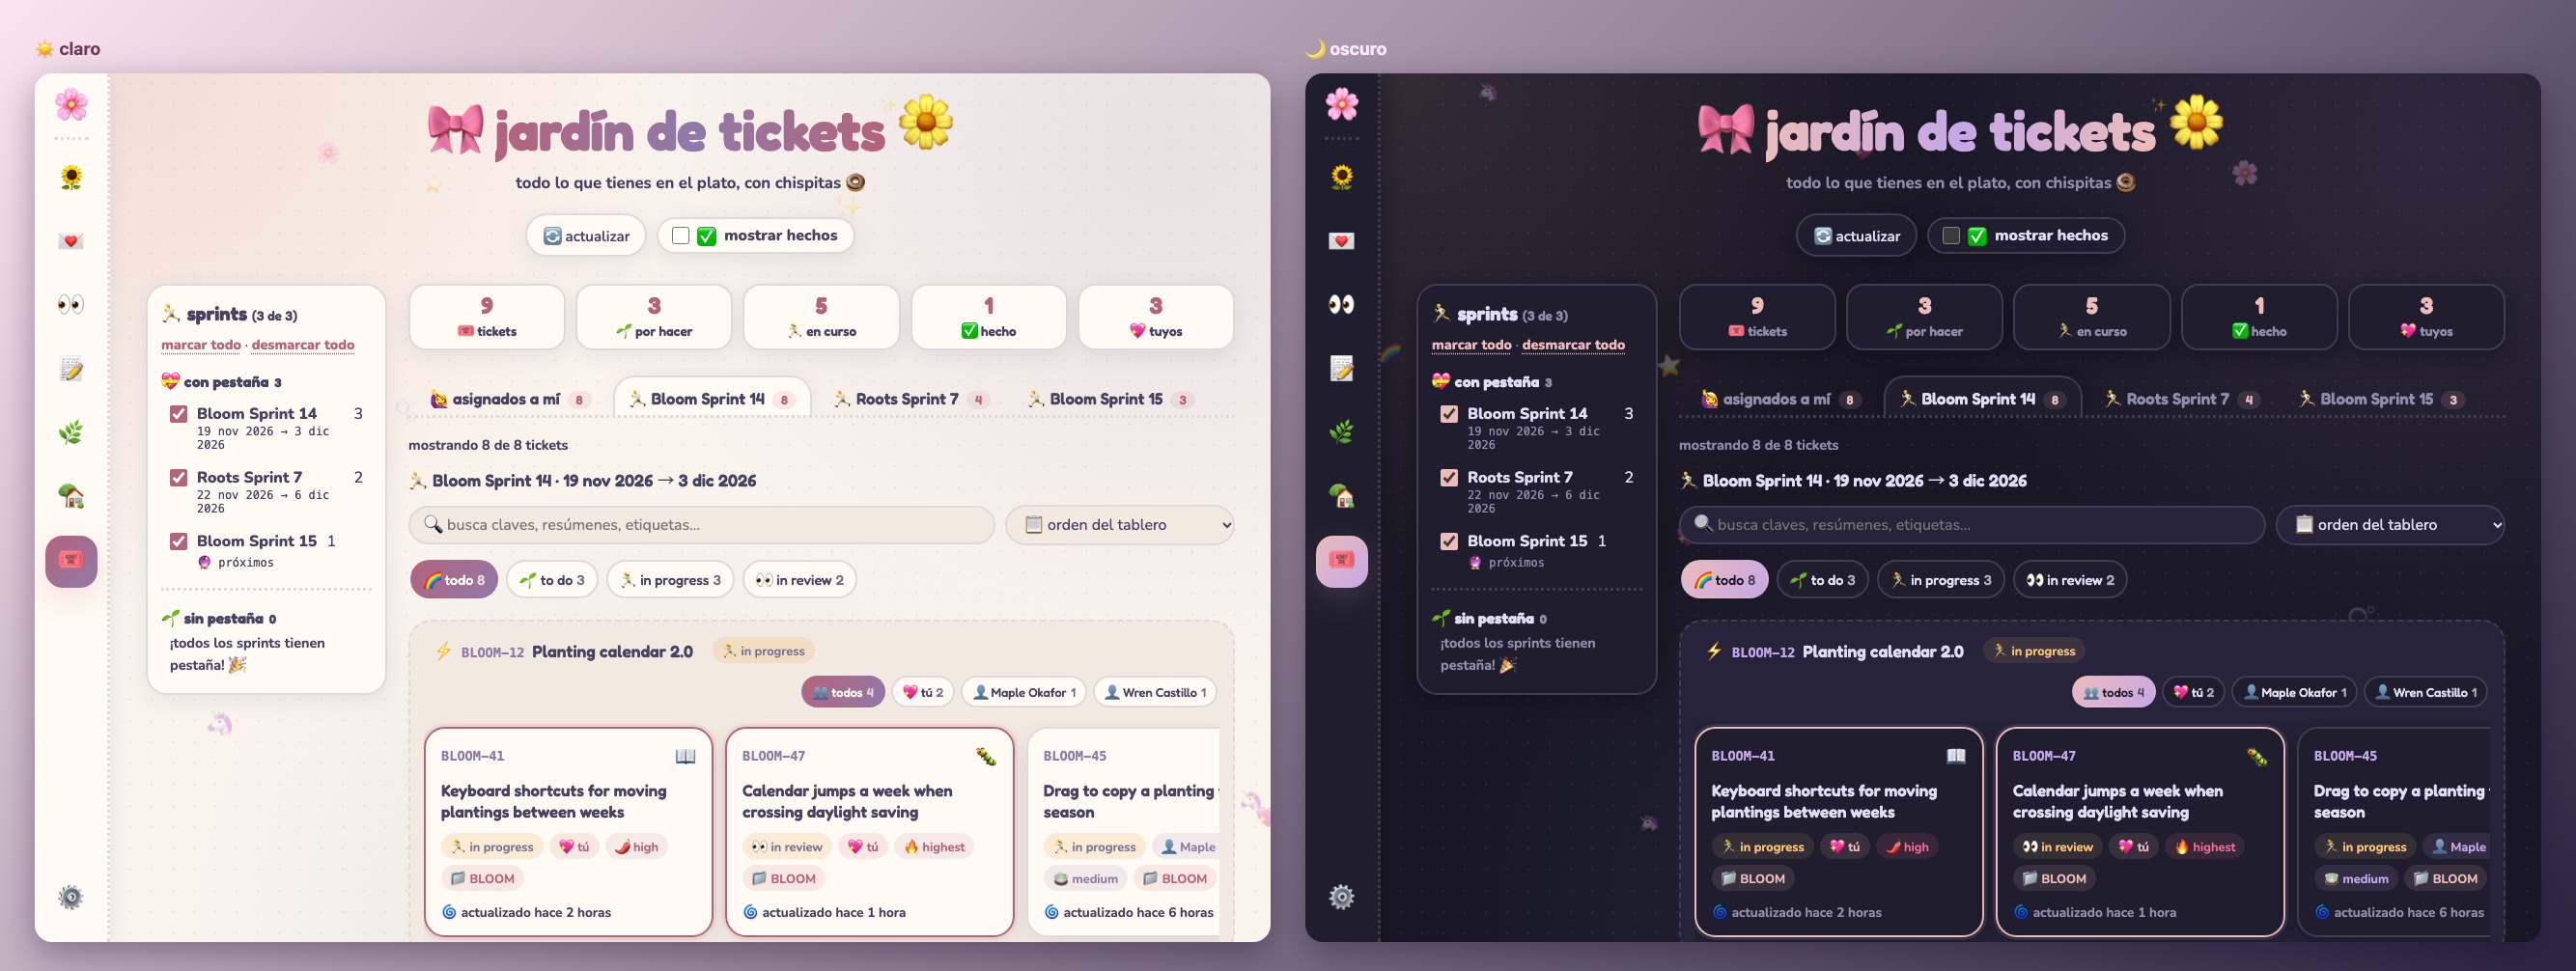 claro
jardín de tickets
todo lo que tienes en el plato, con chispitas
actualizar
mostrar hechos
sprints (3 de 3)
marcar todo · desmarcar todo
con pestaña 3
Bloom Sprint 14 3
19 nov 2026 → 3 dic
2026
Roots Sprint 7 2
22 nov 2026 → 6 dic
2026
Bloom Sprint 15 1
próximos
sin pestaña 0
¡todos los sprints tienen
pestaña!
9
tickets
3
por hacer
5
en curso
1
hecho
3
tuyos
asignados a mí 8
Bloom Sprint 14 8
Roots Sprint 7 4
Bloom Sprint 15 3
mostrando 8 de 8 tickets
Bloom Sprint 14 · 19 nov 2026 → 3 dic 2026
busca claves, resúmenes, etiquetas...
orden del tablero
todo 8
to do 3
in progress 3
in review 2
BLOOM-12 Planting calendar 2.0 in progress
todos 4
tú 2
Maple Okafor 1
Wren Castillo 1
BLOOM-41
Keyboard shortcuts for moving
plantings between weeks
in progress tú high
BLOOM
actualizado hace 2 horas
BLOOM-47
Calendar jumps a week when
crossing daylight saving
in review tú highest
BLOOM
actualizado hace 1 hora
BLOOM-45
Drag to copy a planting
season
in progress Maple
medium BLOOM
actualizado hace 6 horas
oscuro
jardín de tickets
todo lo que tienes en el plato, con chispitas
actualizar
mostrar hechos
sprints (3 de 3)
marcar todo · desmarcar todo
con pestaña 3
Bloom Sprint 14 3
19 nov 2026 → 3 dic
2026
Roots Sprint 7 2
22 nov 2026 → 6 dic
2026
Bloom Sprint 15 1
próximos
sin pestaña 0
¡todos los sprints tienen
pestaña!
9
tickets
3
por hacer
5
en curso
1
hecho
3
tuyos
asignados a mí 8
Bloom Sprint 14 8
Roots Sprint 7 4
Bloom Sprint 15 3
mostrando 8 de 8 tickets
Bloom Sprint 14 · 19 nov 2026 → 3 dic 2026
busca claves, resúmenes, etiquetas...
orden del tablero
todo 8
to do 3
in progress 3
in review 2
BLOOM-12 Planting calendar 2.0 in progress
todos 4
tú 2
Maple Okafor 1
Wren Castillo 1
BLOOM-41
Keyboard shortcuts for moving
plantings between weeks
in progress tú high
BLOOM
actualizado hace 2 horas
BLOOM-47
Calendar jumps a week when
crossing daylight saving
in review tú highest
BLOOM
actualizado hace 1 hora
BLOOM-45
Drag to copy a planting
season
in progress Maple
medium BLOOM
actualizado hace 6 horas